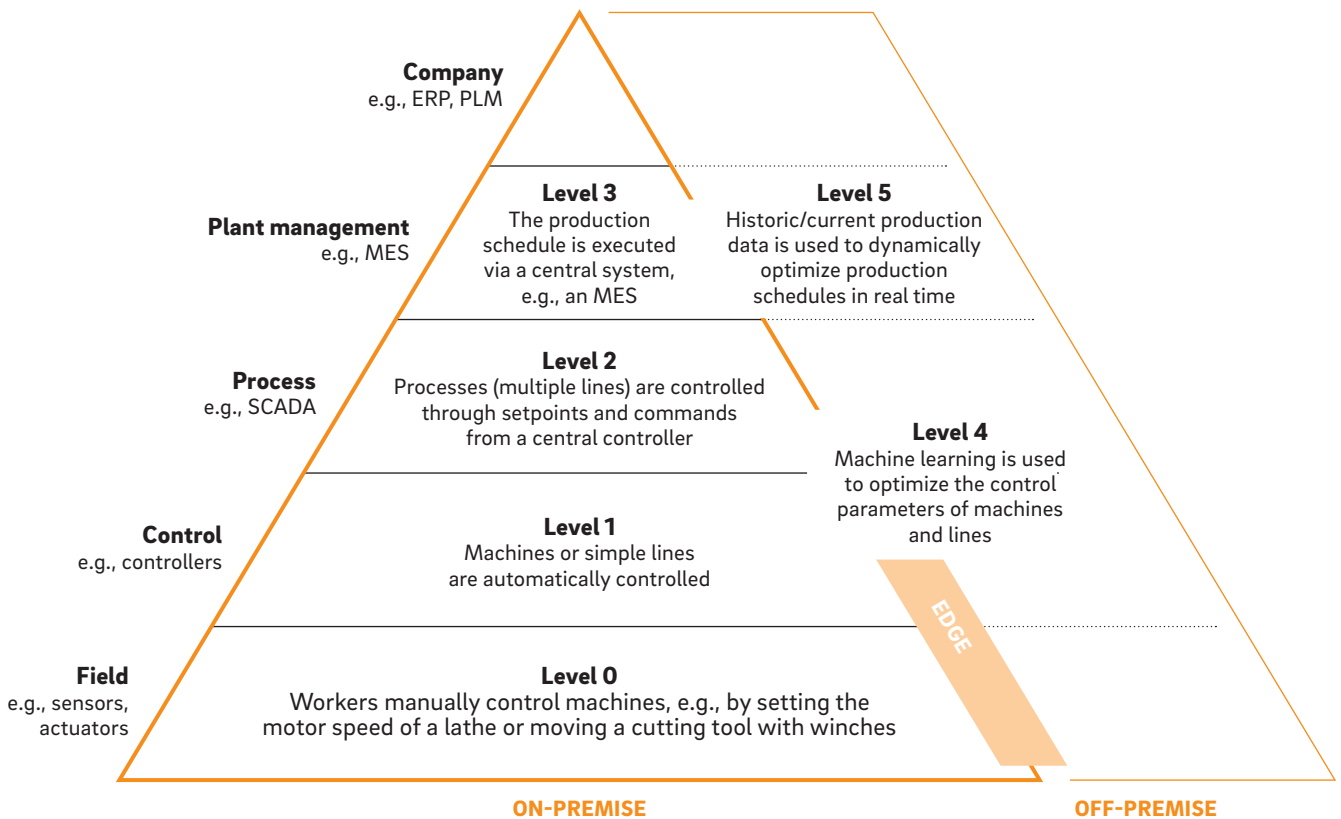 Company
e.g., ERP, PLM
Plant management
e.g., MES
Level 3
The production
schedule is executed
via a central system,
e.g., an MES
Level 5
Historic/current production
data is used to dynamically
optimize production
schedules in real time
Process
e.g., SCADA
Level 2
Processes (multiple lines) are controlled
through setpoints and commands
from a central controller
Level 4
Machine learning is used
to optimize the control
parameters of machines
and lines
Control
e.g., controllers
Level 1
Machines or simple lines
are automatically controlled
EDGE
Field
e.g., sensors,
actuators
Level 0
Workers manually control machines, e.g., by setting the
motor speed of a lathe or moving a cutting tool with winches
ON-PREMISE
OFF-PREMISE